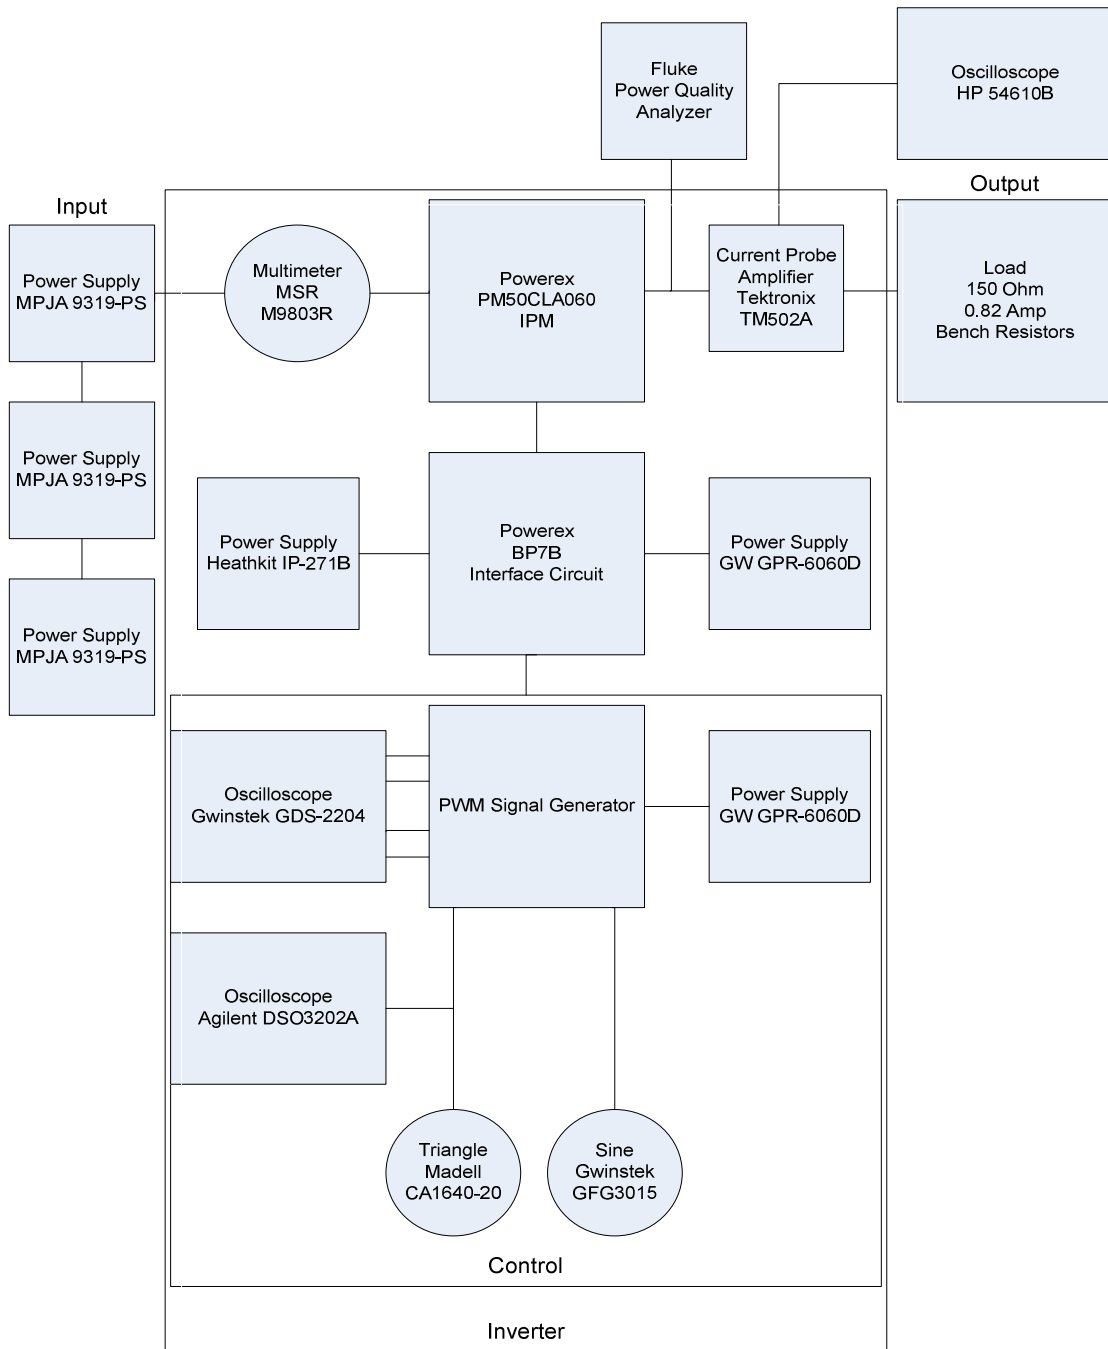 Fluke
Power Quality
Analyzer
Oscilloscope
HP 54610B
Input
Output
Power Supply
MPJA 9319-PS
Multimeter
MSR
M9803R
Powerex
PM50CLA060
IPM
Current Probe
Amplifier
Tektronix
TM502A
Load
150 Ohm
0.82 Amp
Bench Resistors
Power Supply
MPJA 9319-PS
Power Supply
Heathkit IP-271B
Powerex
BP7B
Interface Circuit
Power Supply
GW GPR-6060D
Power Supply
MPJA 9319-PS
Oscilloscope
Gwinstek GDS-2204
PWM Signal Generator
Power Supply
GW GPR-6060D
Oscilloscope
Agilent DSO3202A
Triangle
Madell
CA1640-20
Sine
Gwinstek
GFG3015
Control
Inverter